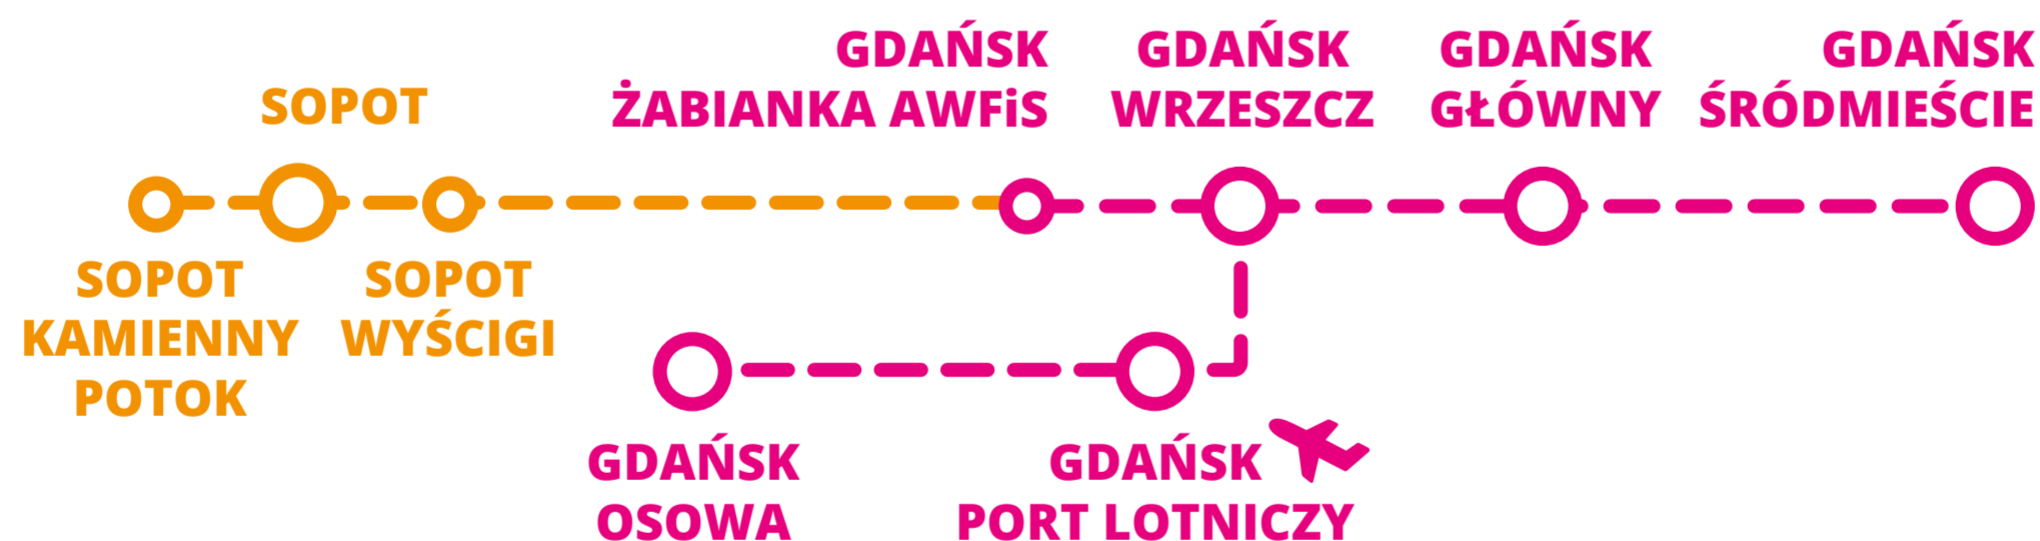 SOPOT
GDAŃSK
ŻABIANKA AWFiS
GDAŃSK
WRZESZCZ
GDAŃSK
GŁÓWNY
GDAŃSK
ŚRÓDMIEŚCIE
SOPOT
KAMIENNY
POTOK
SOPOT
WYŚCIGI
GDAŃSK
OSOWA
GDAŃSK
PORT LOTNICZY